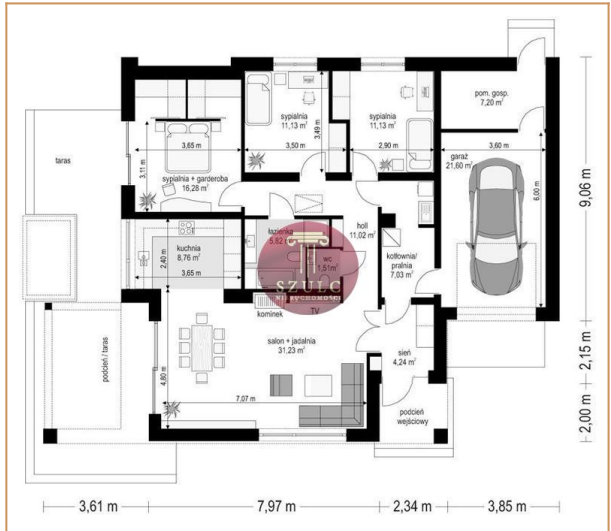 sypialnia
11,13 m²
3,50 m
3,49 m
sypialnia
11,13 m²
2,90 m
pom. gosp.
7,20 m²
3,60 m
garaż
21,60 m²
6,00 m
9,06 m
taras
3,65 m
3,11 m
sypialnia + garderoba
16,28 m²
holl
11,02 m²
łazienka
5,82 m²
wc
1,51m²
kuchnia
8,76 m²
2,40 m
3,65 m
kotłownia/
pralnia
7,03 m²
SZULC
NIERUCHOMOŚCI
kominek
TV
salon + jadalnia
31,23 m²
4,80 m
7,07 m
podcień / taras
sień
4,24 m²
2,15 m
podcień
wejściowy
2,00 m
3,61 m
7,97 m
2,34 m
3,85 m